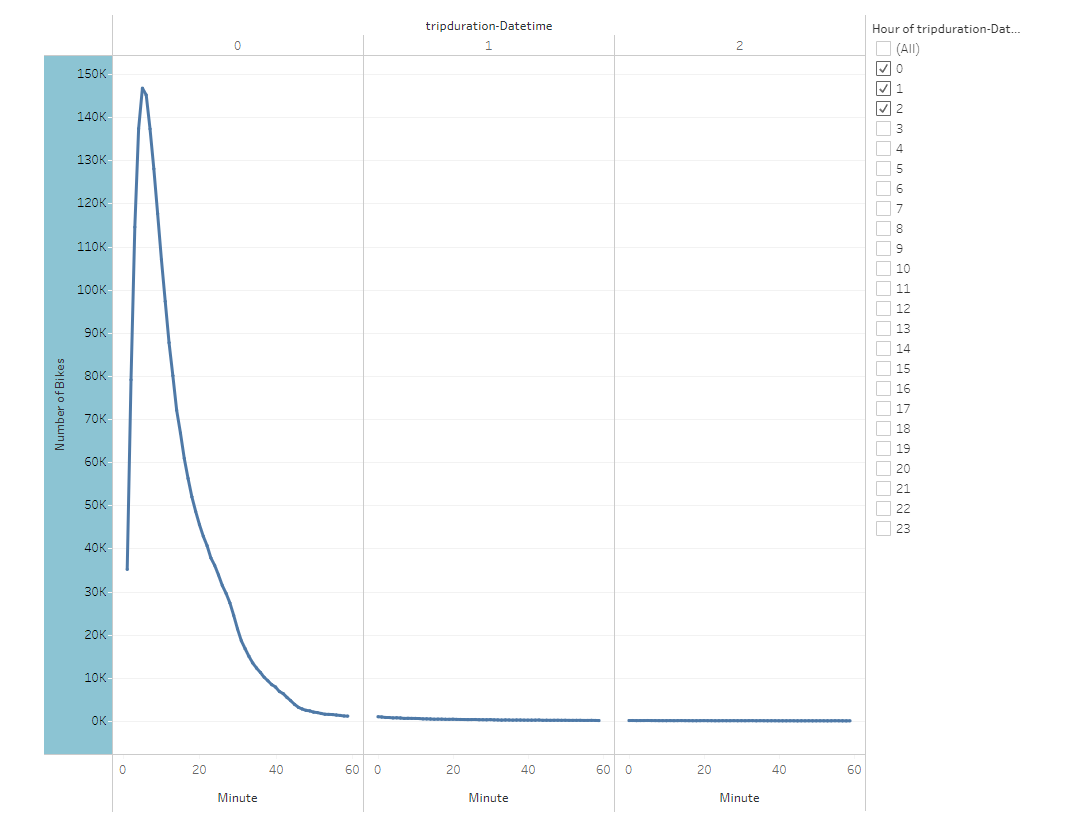 tripduration-Datetime
0 1 2
150K
140K
130K
120K
110K
100K
90K
80K
70K
60K
50K
40K
30K
20K
10K
0K
Number of Bikes
0 20 40 60 0 20 40 60 0 20 40 60
Minute Minute Minute
Hour of tripduration-Dat...
(All)
0
1
2
3
4
5
6
7
8
9
10
11
12
13
14
15
16
17
18
19
20
21
22
23